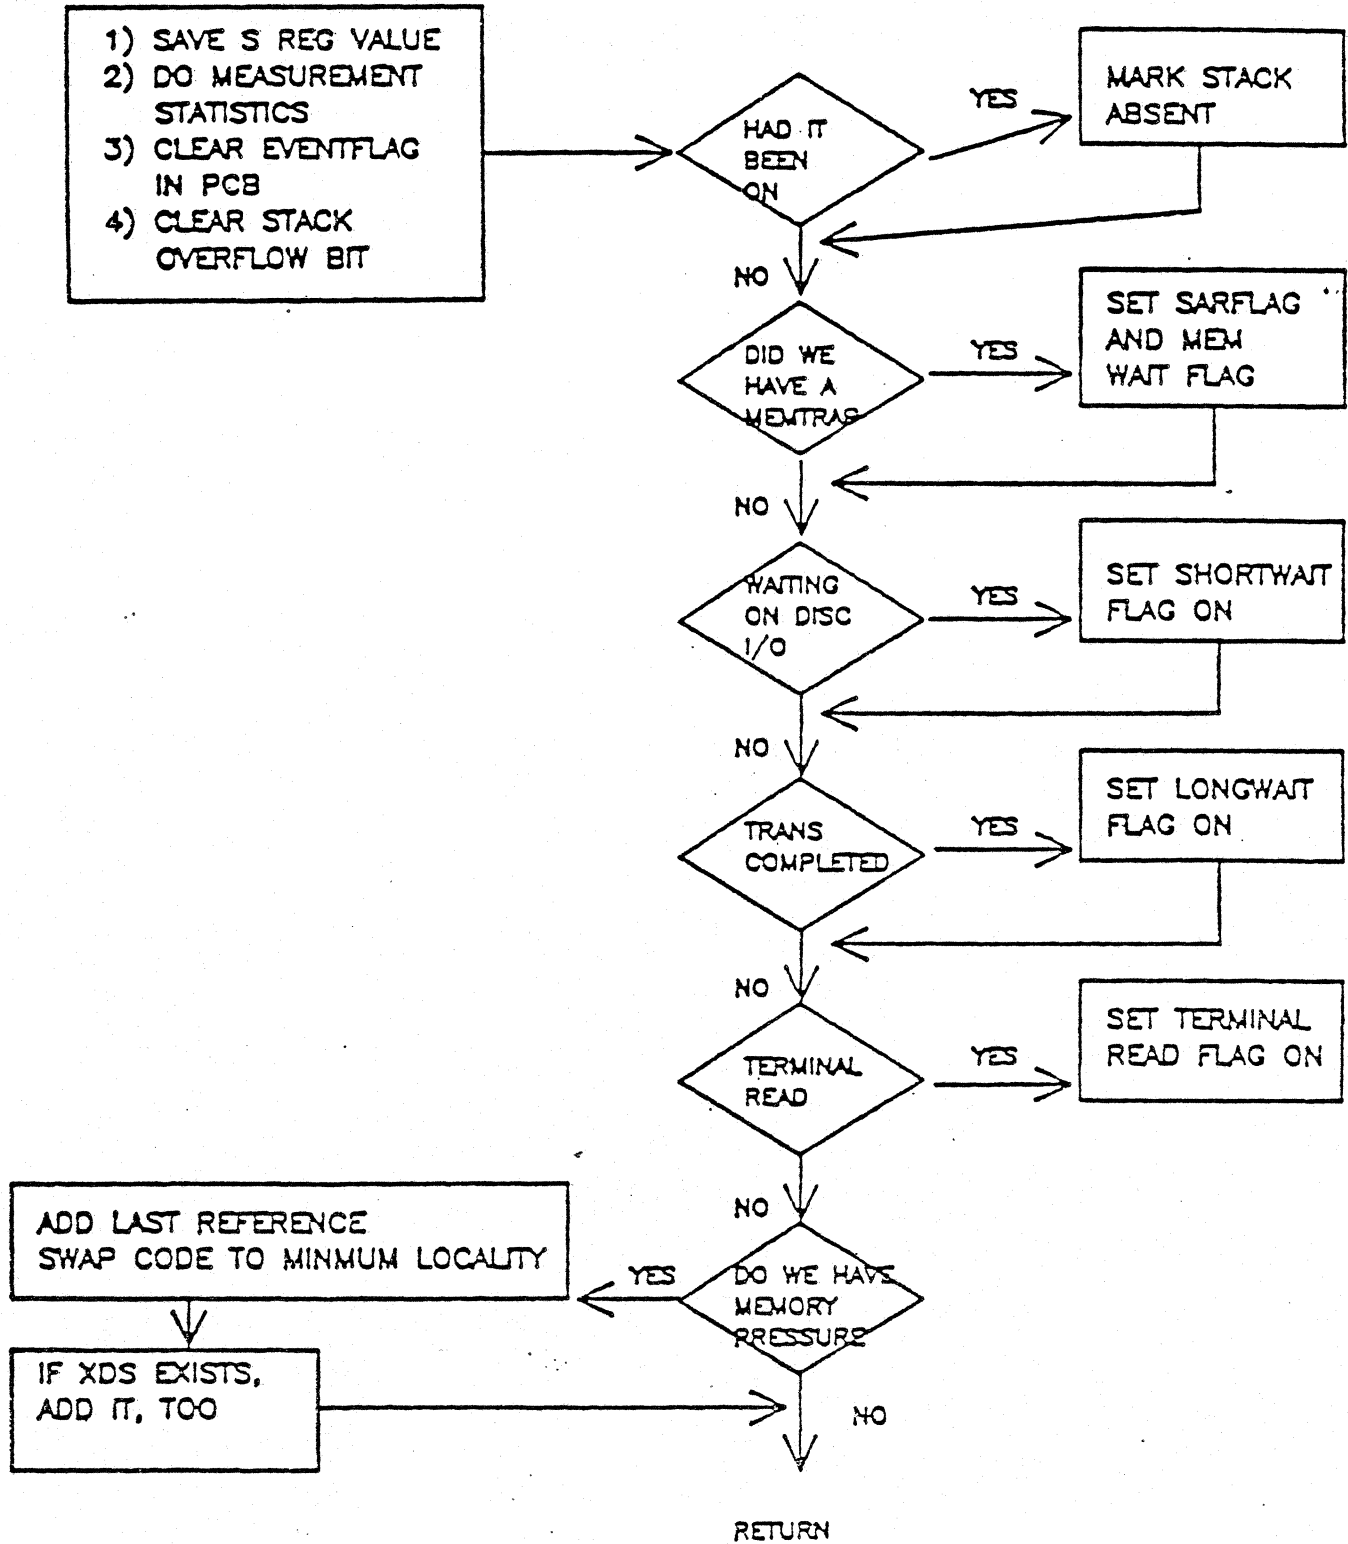 1) SAVE S REG VALUE
2) DO MEASUREMENT
STATISTICS
3) CLEAR EVENTFLAG
IN PCB
4) CLEAR STACK
OVERFLOW BIT
HAD IT
BEEN
ON
YES
MARK STACK
ABSENT
NO
DID WE
HAVE A
MEMTRAP
YES
SET SARFLAG
AND MEM
WAIT FLAG
NO
WAITING
ON DISC
I/O
YES
SET SHORTWAIT
FLAG ON
NO
TRANS
COMPLETED
YES
SET LONGWAIT
FLAG ON
NO
TERMINAL
READ
YES
SET TERMINAL
READ FLAG ON
NO
DO WE HAVE
MEMORY
PRESSURE
YES
ADD LAST REFERENCE
SWAP CODE TO MINMUM LOCALITY
IF XDS EXISTS,
ADD IT, TOO
NO
RETURN